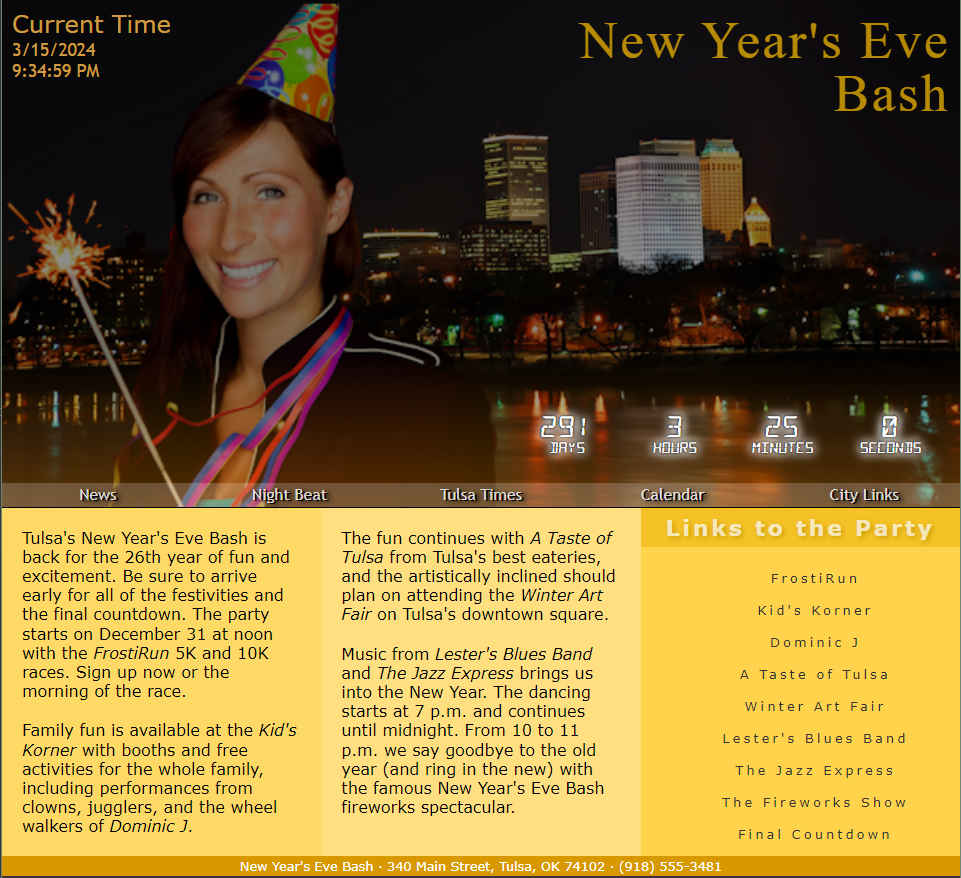 Current Time
3/15/2024
9:34:59 PM
New Year's Eve
Bash
291 3 25 0
DAYS HOURS MINUTES SECONDS
News Night Beat Tulsa Times Calendar City Links
Tulsa's New Year's Eve Bash is
back for the 26th year of fun and
excitement. Be sure to arrive
early for all of the festivities and
the final countdown. The party
starts on December 31 at noon
with the FrostiRun 5K and 10K
races. Sign up now or the
morning of the race.
Family fun is available at the Kid's
Korner with booths and free
activities for the whole family,
including performances from
clowns, jugglers, and the wheel
walkers of Dominic J.
The fun continues with A Taste of
Tulsa from Tulsa's best eateries,
and the artistically inclined should
plan on attending the Winter Art
Fair on Tulsa's downtown square.
Music from Lester's Blues Band
and The Jazz Express brings us
into the New Year. The dancing
starts at 7 p.m. and continues
until midnight. From 10 to 11
p.m. we say goodbye to the old
year (and ring in the new) with
the famous New Year's Eve Bash
fireworks spectacular.
Links to the Party
FrostiRun
Kid's Korner
Dominic J
A Taste of Tulsa
Winter Art Fair
Lester's Blues Band
The Jazz Express
The Fireworks Show
Final Countdown
New Year's Eve Bash · 340 Main Street, Tulsa, OK 74102 · (918) 555-3481